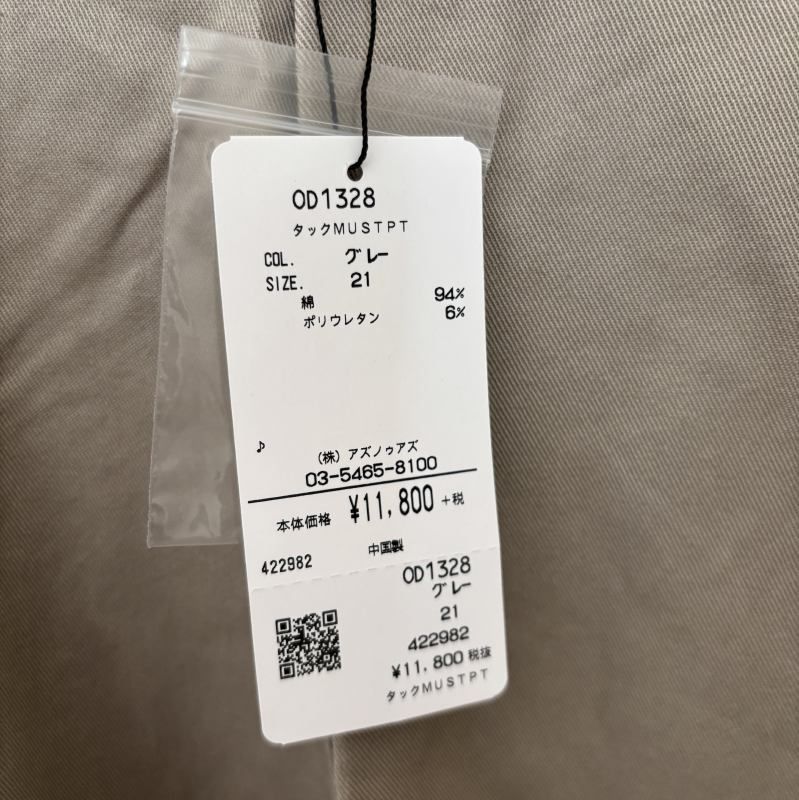 OD1328
タックMUSTPT
COL. グレー
SIZE. 21
綿 94%
ポリウレタン 6%
♪
(株)アズノゥアズ
03-5465-8100
本体価格 ¥11,800 +税
422982 中国製
OD1328
グレー
21
422982
¥11,800 税抜
タックMUSTPT